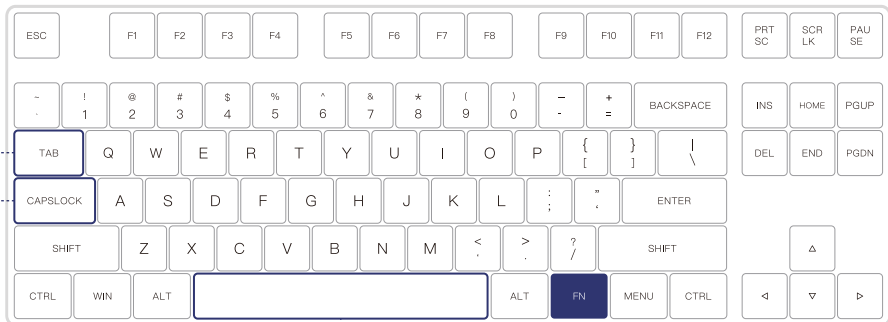 ESC F1 F2 F3 F4 F5 F6 F7 F8 F9 F10 F11 F12 PRT SC SCR LK PAU SE
~ ! @ # $ % ^ & * ( ) — +
· 1 2 3 4 5 6 7 8 9 0 - = BACKSPACE INS HOME PGUP
TAB Q W E R T Y U I O P { [ } ] | \ DEL END PGDN
CAPSLOCK A S D F G H J K L : ; " ‘ ENTER
SHIFT Z X C V B N M < ' > . ? / SHIFT △
CTRL WIN ALT ALT FN MENU CTRL ◁ ▽ ▷